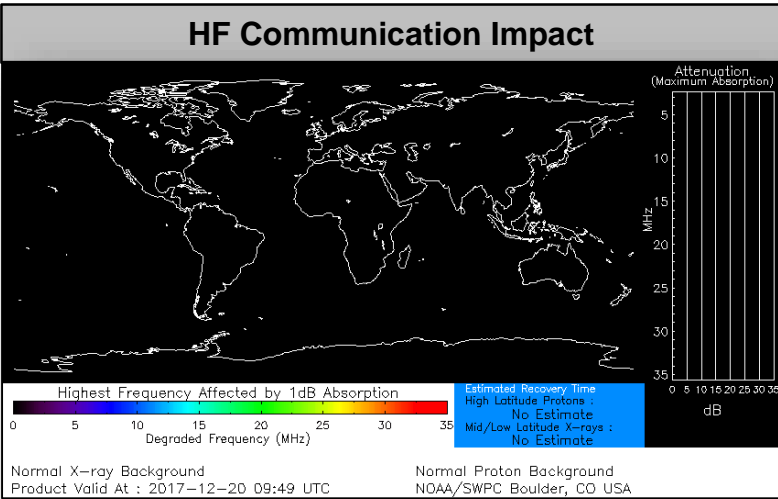 HF Communication Impact
Attenuation
(Maximum Absorption)
5
10
15
20
25
30
35
MHz
0 5 10 15 20 25 30 35
dB
Highest Frequency Affected by 1dB Absorption
0 5 10 15 20 25 30 35
Degraded Frequency (MHz)
Estimated Recovery Time
High Latitude Protons :
No Estimate
Mid/Low Latitude X-rays :
No Estimate
Normal X-ray Background
Product Valid At : 2017-12-20 09:49 UTC
Normal Proton Background
NOAA/SWPC Boulder, CO USA